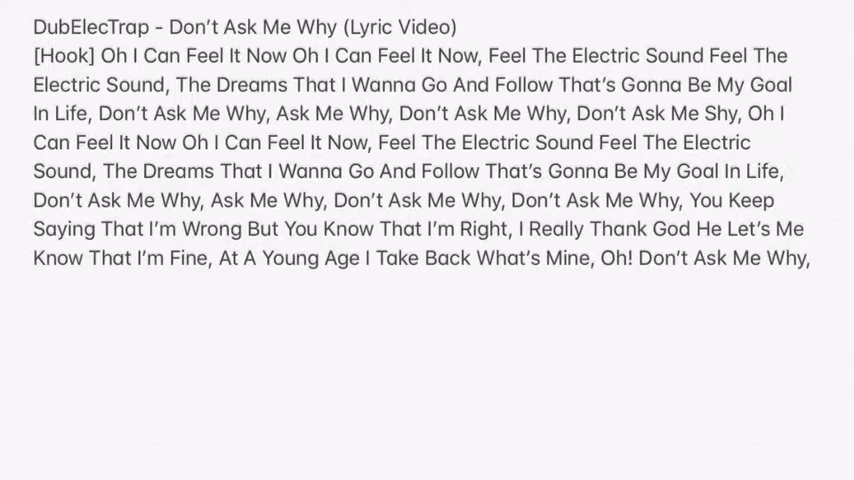 DubElecTrap - Don’t Ask Me Why (Lyric Video)
[Hook] Oh I Can Feel It Now Oh I Can Feel It Now, Feel The Electric Sound Feel The
Electric Sound, The Dreams That I Wanna Go And Follow That’s Gonna Be My Goal
In Life, Don’t Ask Me Why, Ask Me Why, Don’t Ask Me Why, Don’t Ask Me Shy, Oh I
Can Feel It Now Oh I Can Feel It Now, Feel The Electric Sound Feel The Electric
Sound, The Dreams That I Wanna Go And Follow That’s Gonna Be My Goal In Life,
Don’t Ask Me Why, Ask Me Why, Don’t Ask Me Why, Don’t Ask Me Why, You Keep
Saying That I’m Wrong But You Know That I’m Right, I Really Thank God He Let’s Me
Know That I’m Fine, At A Young Age I Take Back What’s Mine, Oh! Don’t Ask Me Why,